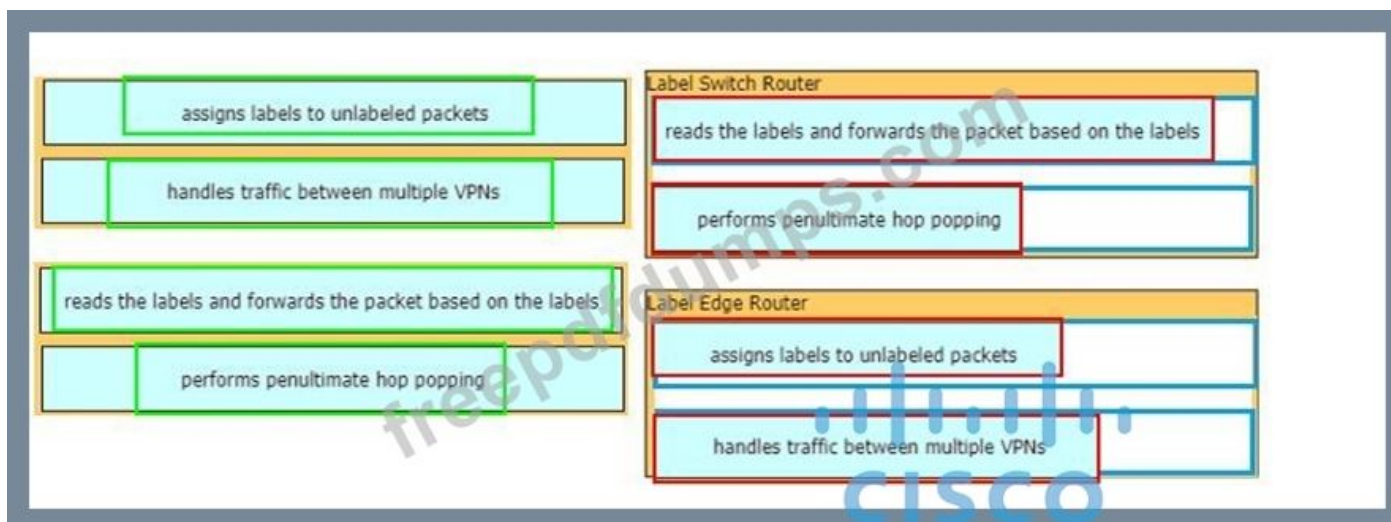 assigns labels to unlabeled packets
handles traffic between multiple VPNs
reads the labels and forwards the packet based on the labels
performs penultimate hop popping
Label Switch Router
reads the labels and forwards the packet based on the labels
performs penultimate hop popping
Label Edge Router
assigns labels to unlabeled packets
handles traffic between multiple VPNs
freepdfdumps.com
CISCO